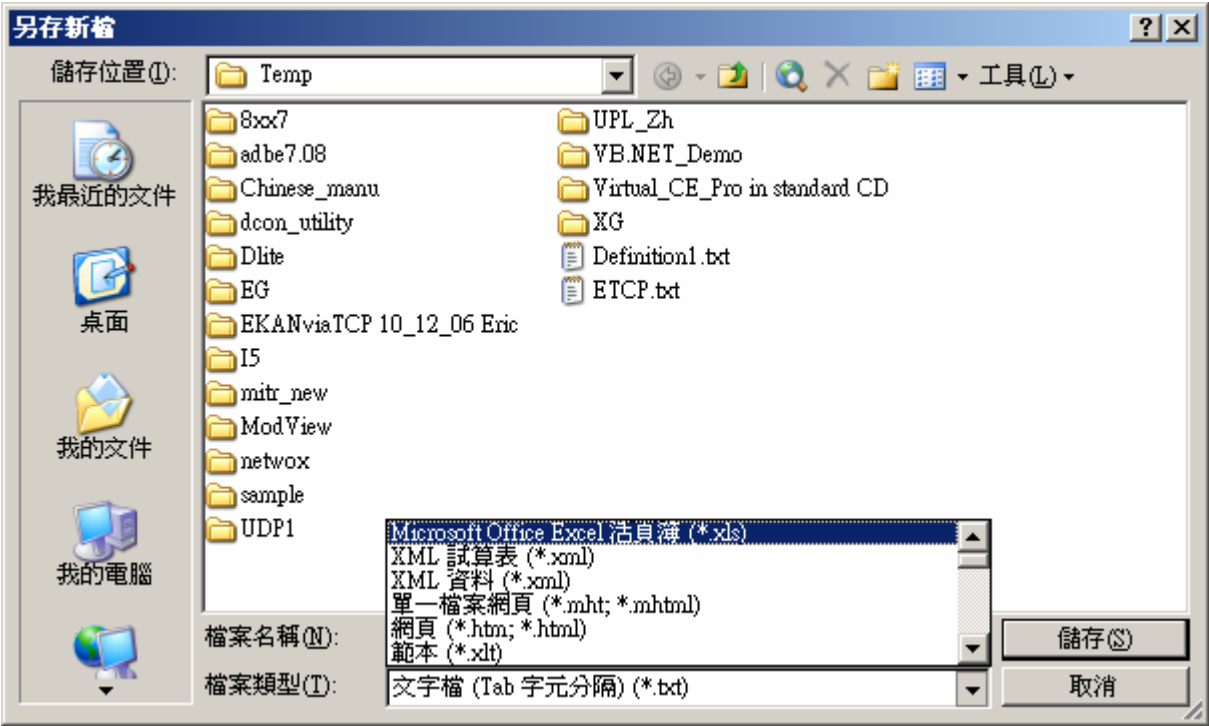 另存新檔
儲存位置(I):
Temp
工具(L)
我最近的文件
桌面
我的文件
我的電腦
8xx7
adbe7.08
Chinese_manu
dcon_utility
Dlite
EG
EKANviaTCP 10_12_06 Eric
I5
mitr_new
ModView
netwox
sample
UDP1
UPL_Zh
VB.NET_Demo
Virtual_CE_Pro in standard CD
XG
Definition1.txt
ETCP.txt
Microsoft Office Excel 活頁簿 (*.xls)
XML 試算表 (*.xml)
XML 資料 (*.xml)
單一檔案網頁 (*.mht; *.mhtml)
網頁 (*.htm; *.html)
範本 (*.xlt)
檔案名稱(N):
儲存(S)
檔案類型(T):
文字檔 (Tab 字元分隔) (*.txt)
取消